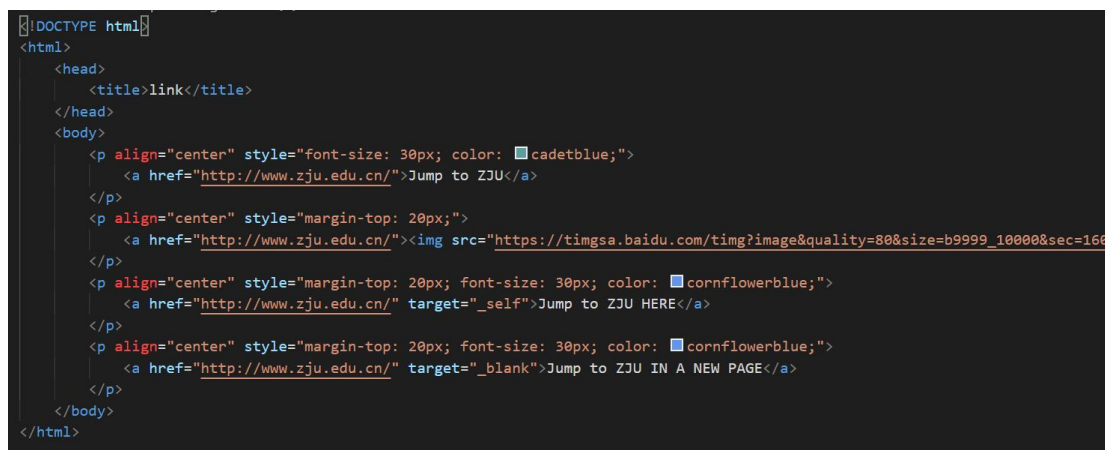 <!DOCTYPE html>
<html>
<head>
<title>link</title>
</head>
<body>
<p align="center" style="font-size: 30px; color: cadetblue;">
<a href="http://www.zju.edu.cn/">Jump to ZJU</a>
</p>
<p align="center" style="margin-top: 20px;">
<a href="http://www.zju.edu.cn/"><img src="https://timgsa.baidu.com/timg?image&quality=80&size=b9999_10000&sec=160
</p>
<p align="center" style="margin-top: 20px; font-size: 30px; color: cornflowerblue;">
<a href="http://www.zju.edu.cn/" target="_self">Jump to ZJU HERE</a>
</p>
<p align="center" style="margin-top: 20px; font-size: 30px; color: cornflowerblue;">
<a href="http://www.zju.edu.cn/" target="_blank">Jump to ZJU IN A NEW PAGE</a>
</p>
</body>
</html>